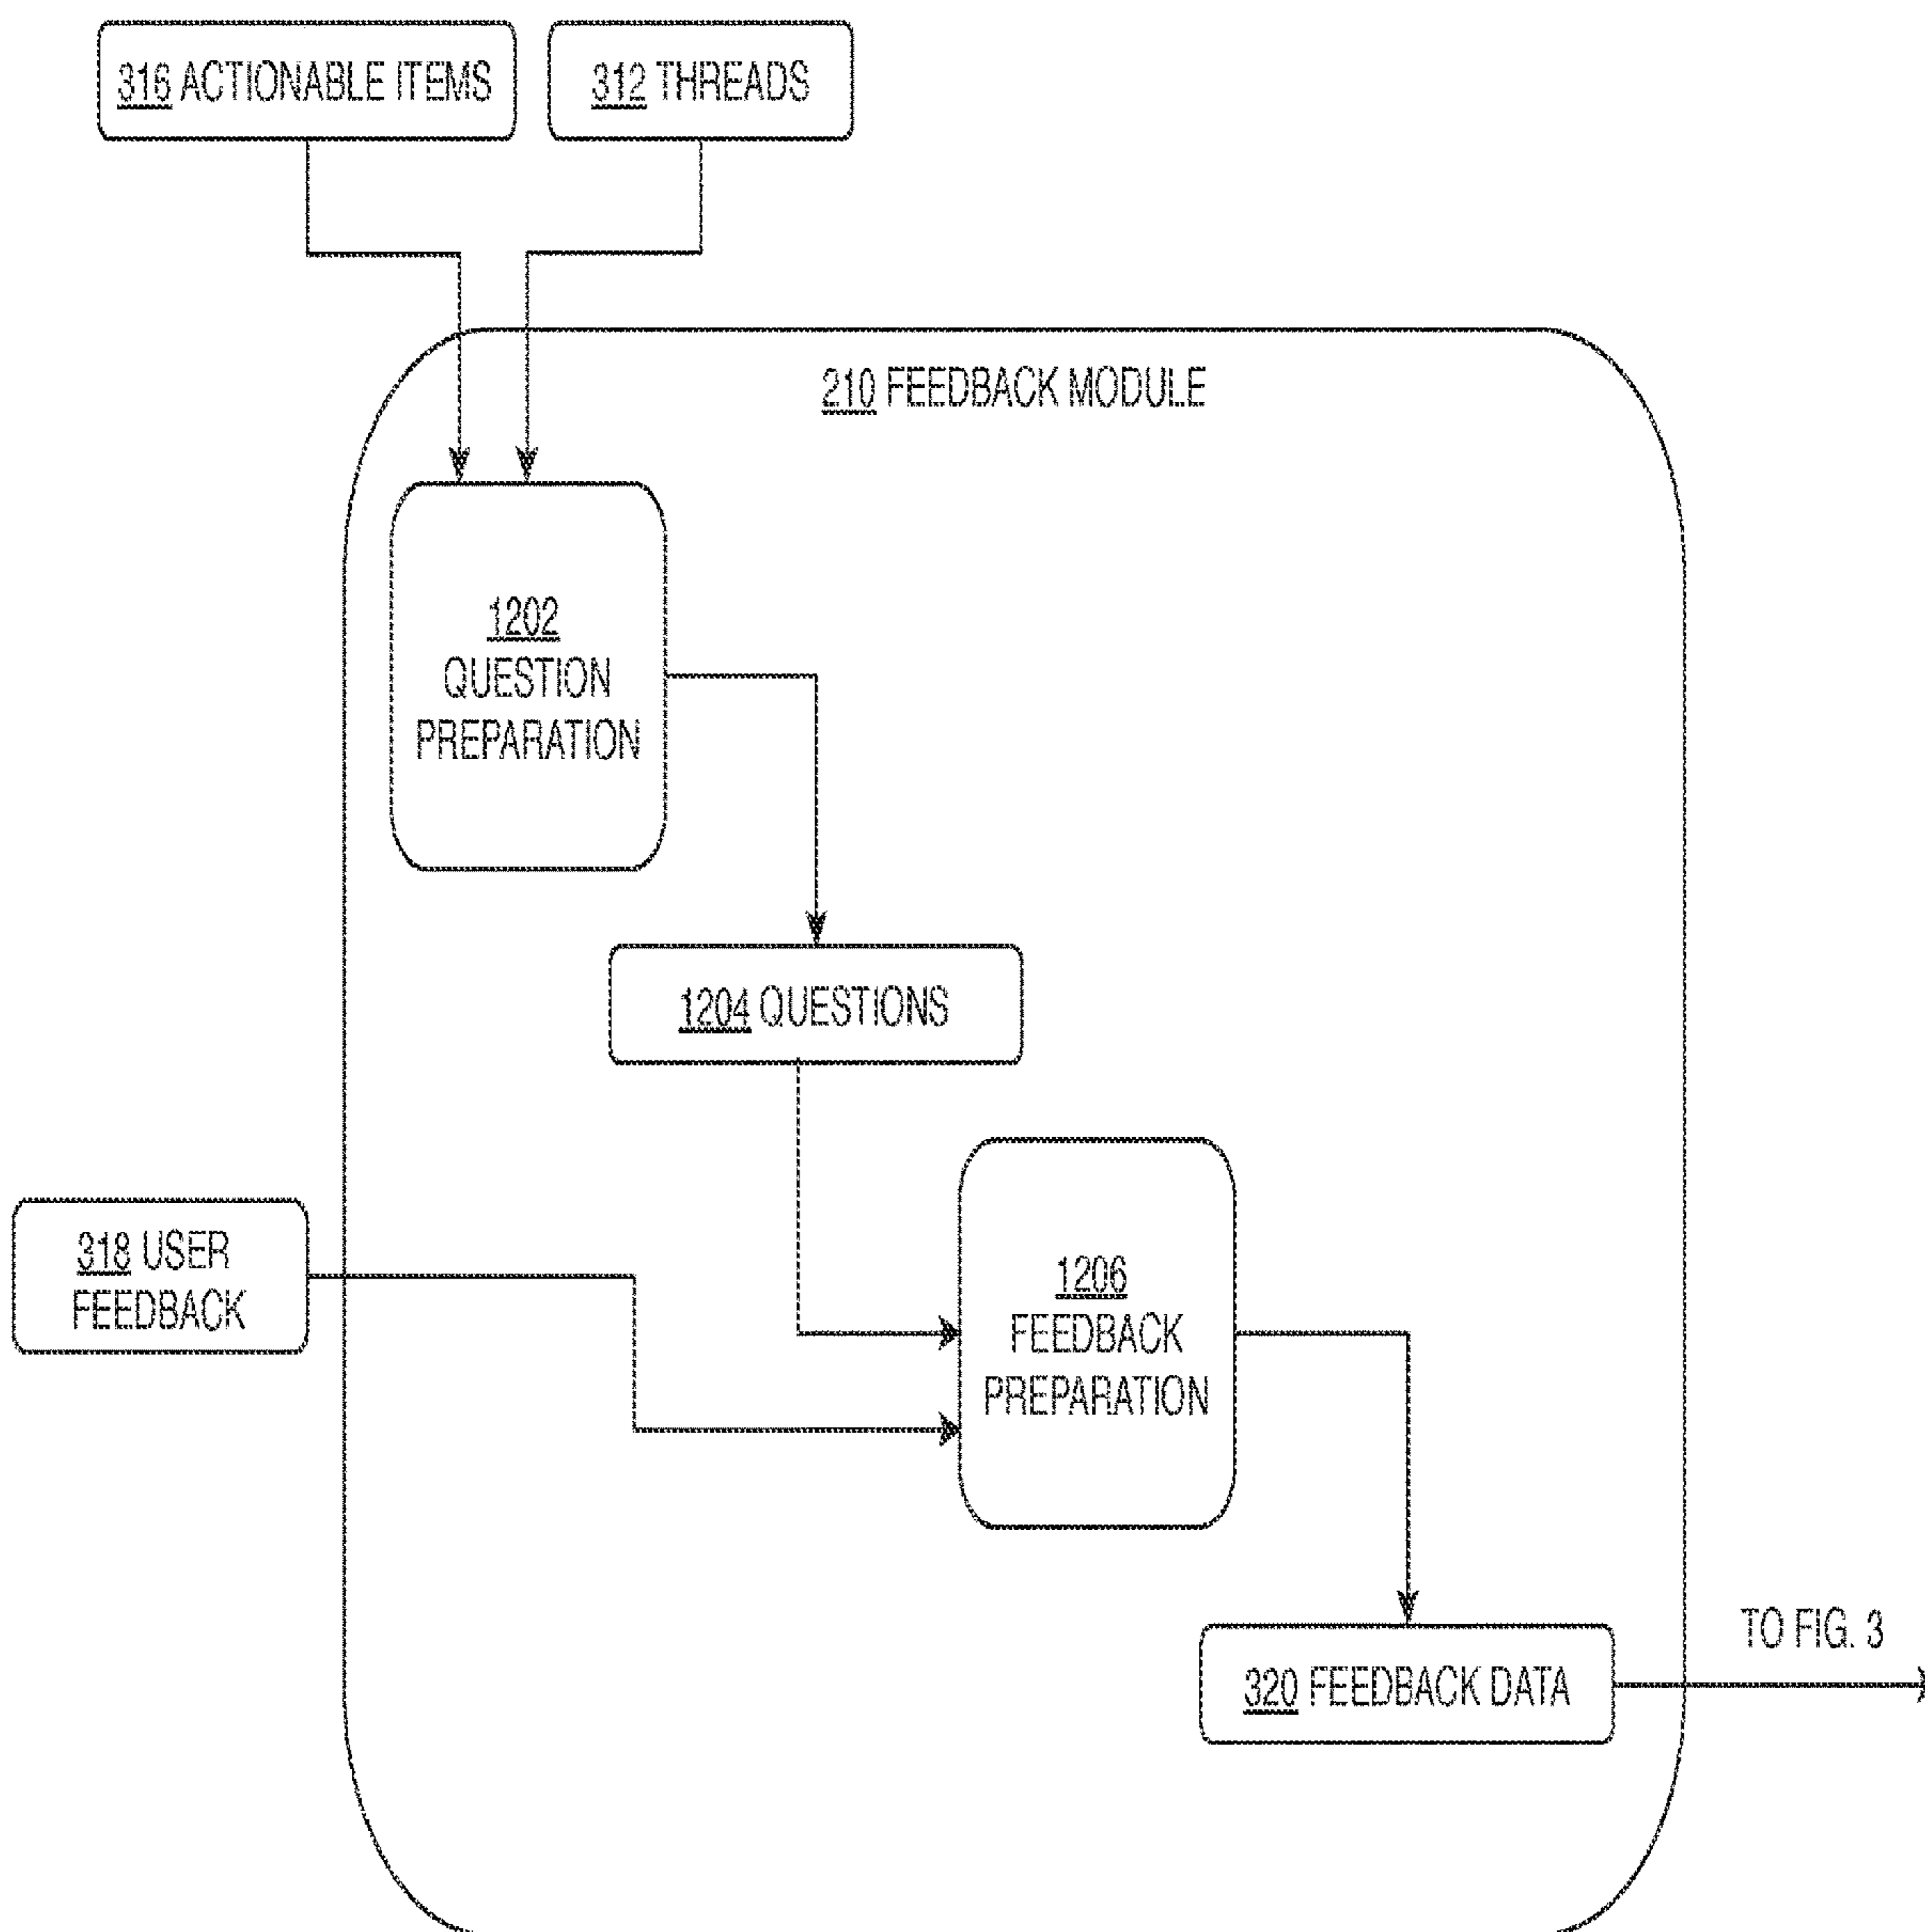 316 ACTIONABLE ITEMS
312 THREADS
210 FEEDBACK MODULE
1202
QUESTION
PREPARATION
1204 QUESTIONS
318 USER
FEEDBACK
1206
FEEDBACK
PREPARATION
TO FIG. 3
320 FEEDBACK DATA